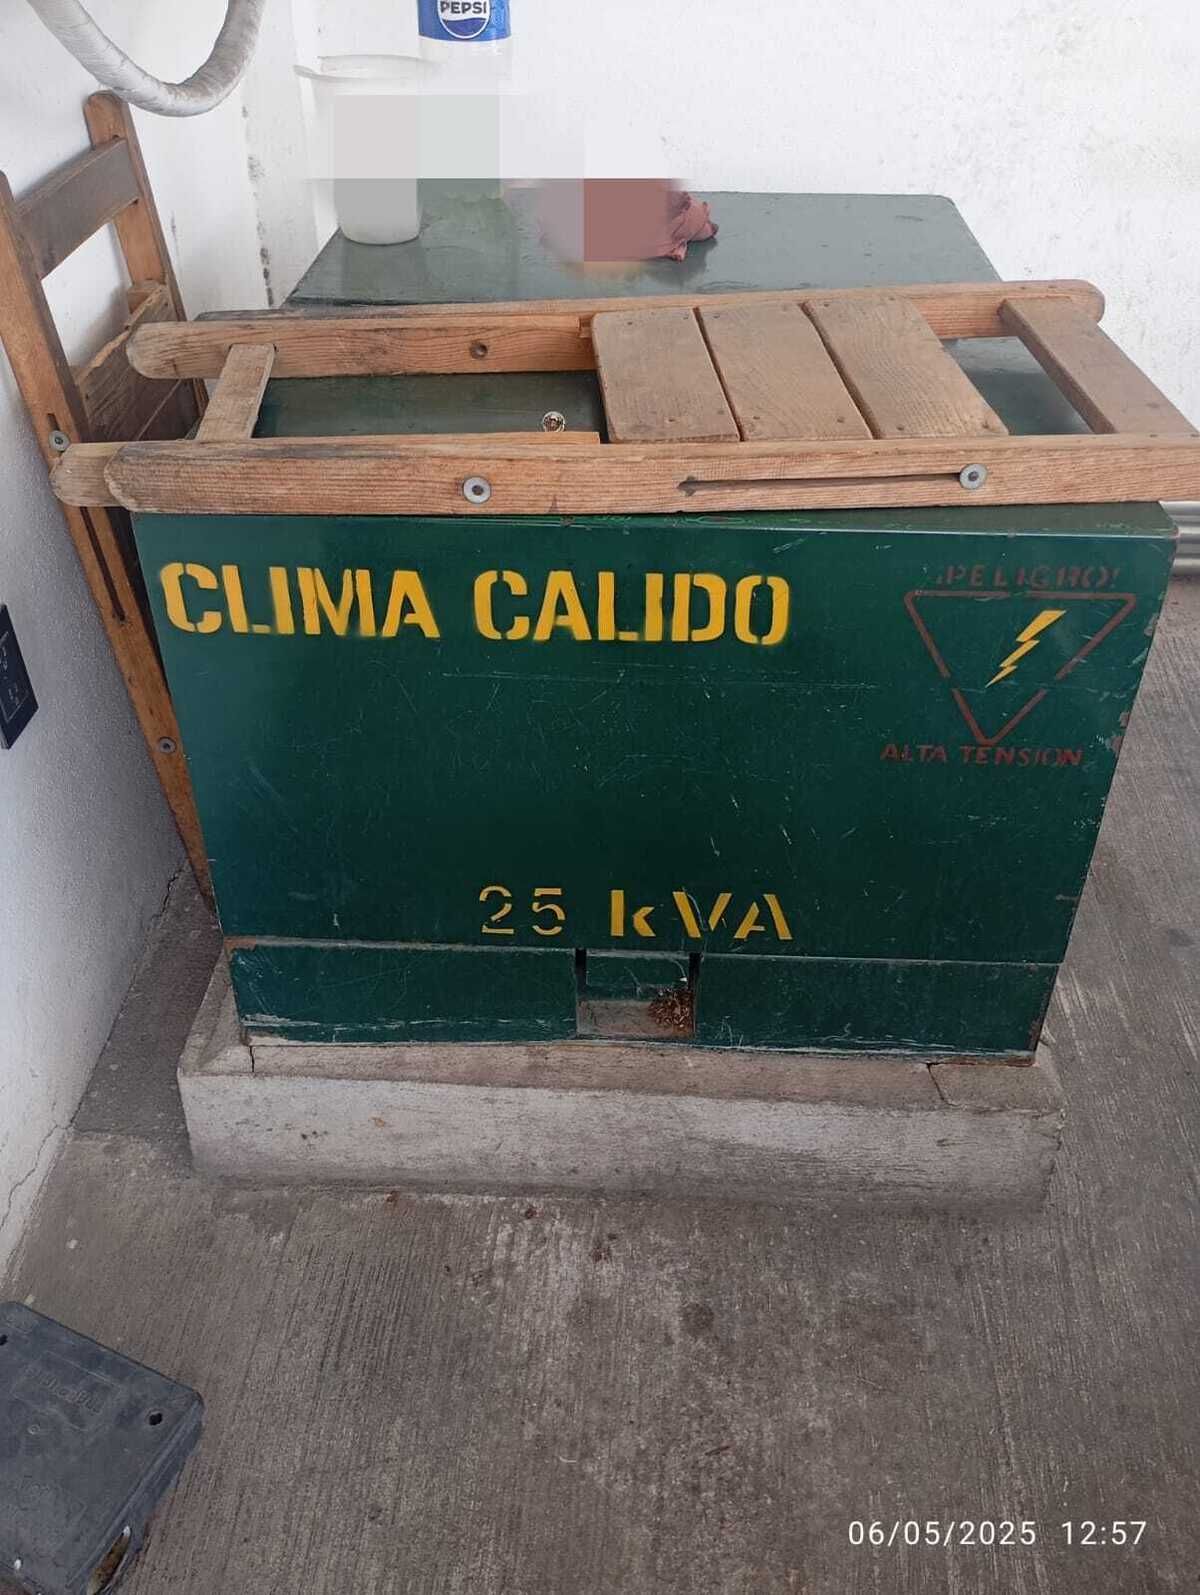 PEPSI
CLIMA CALIDO
¡PELIGRO!
ALTA TENSION
25 kVA
06/05/2025 12:57